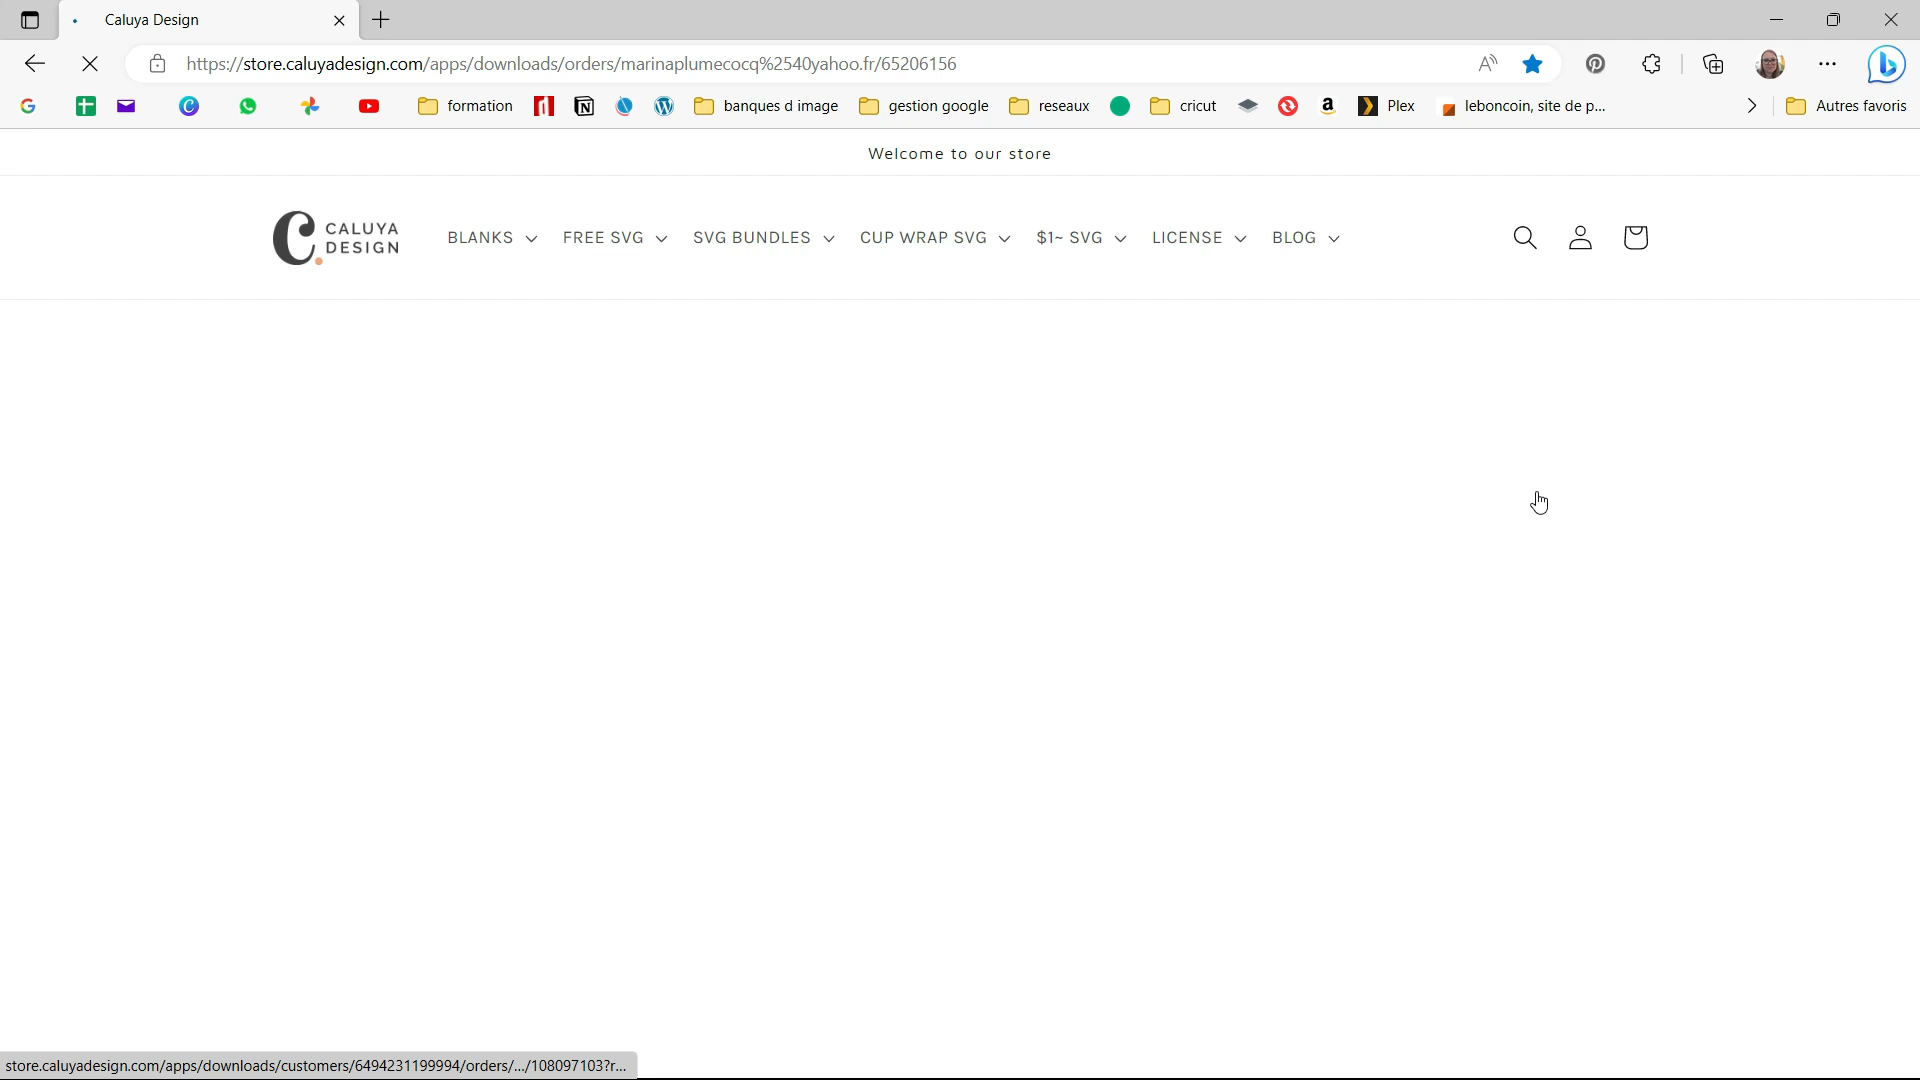 Caluya Design
https://store.caluyadesign.com/apps/downloads/orders/marinaplumecocq%2540yahoo.fr/65206156
formation banques d image gestion google reseaux cricut Plex leboncoin, site de p... Autres favoris
Welcome to our store
CALUYA DESIGN
BLANKS FREE SVG SVG BUNDLES CUP WRAP SVG $1~ SVG LICENSE BLOG
store.caluyadesign.com/apps/downloads/customers/6494231199994/orders/.../108097103?r...